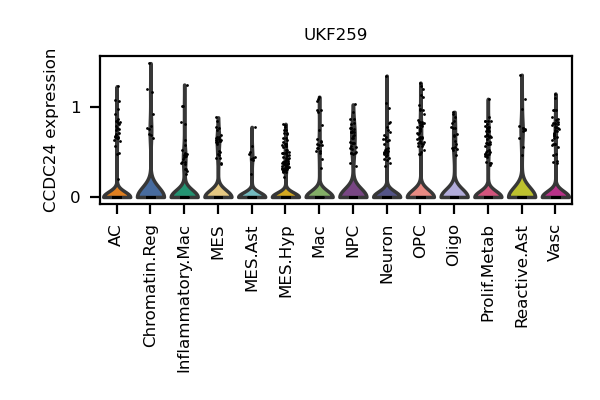 UKF259
CCDC24 expression
1
0
AC
Chromatin.Reg
Inflammatory.Mac
MES
MES.Ast
MES.Hyp
Mac
NPC
Neuron
OPC
Oligo
Prolif.Metab
Reactive.Ast
Vasc